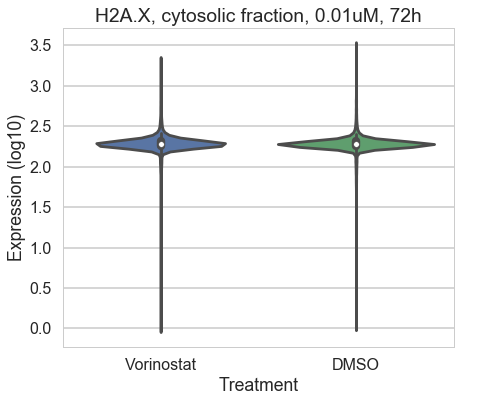 H2A.X, cytosolic fraction, 0.01uM, 72h
3.5
3.0
2.5
2.0
1.5
1.0
0.5
0.0
Expression (log10)
Vorinostat DMSO
Treatment